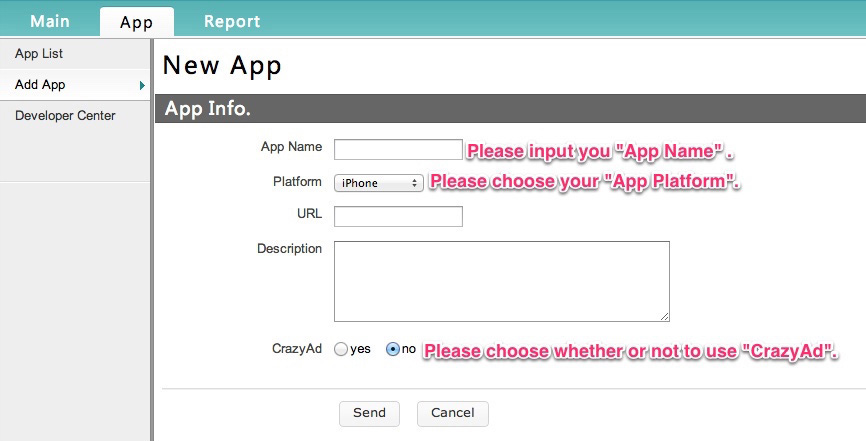 Main App Report
App List
Add App
Developer Center
New App
App Info.
App Name Please input you "App Name" .
Platform iPhone Please choose your "App Platform".
URL
Description
CrazyAd yes no Please choose whether or not to use "CrazyAd".
Send Cancel